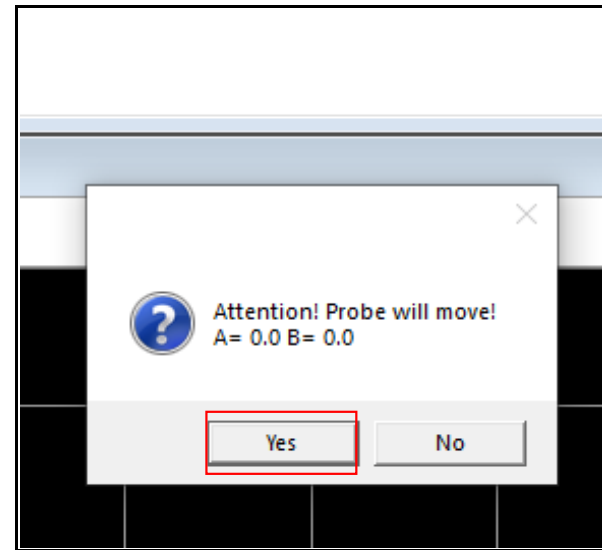 Attention! Probe will move!
A= 0.0 B= 0.0
Yes
No